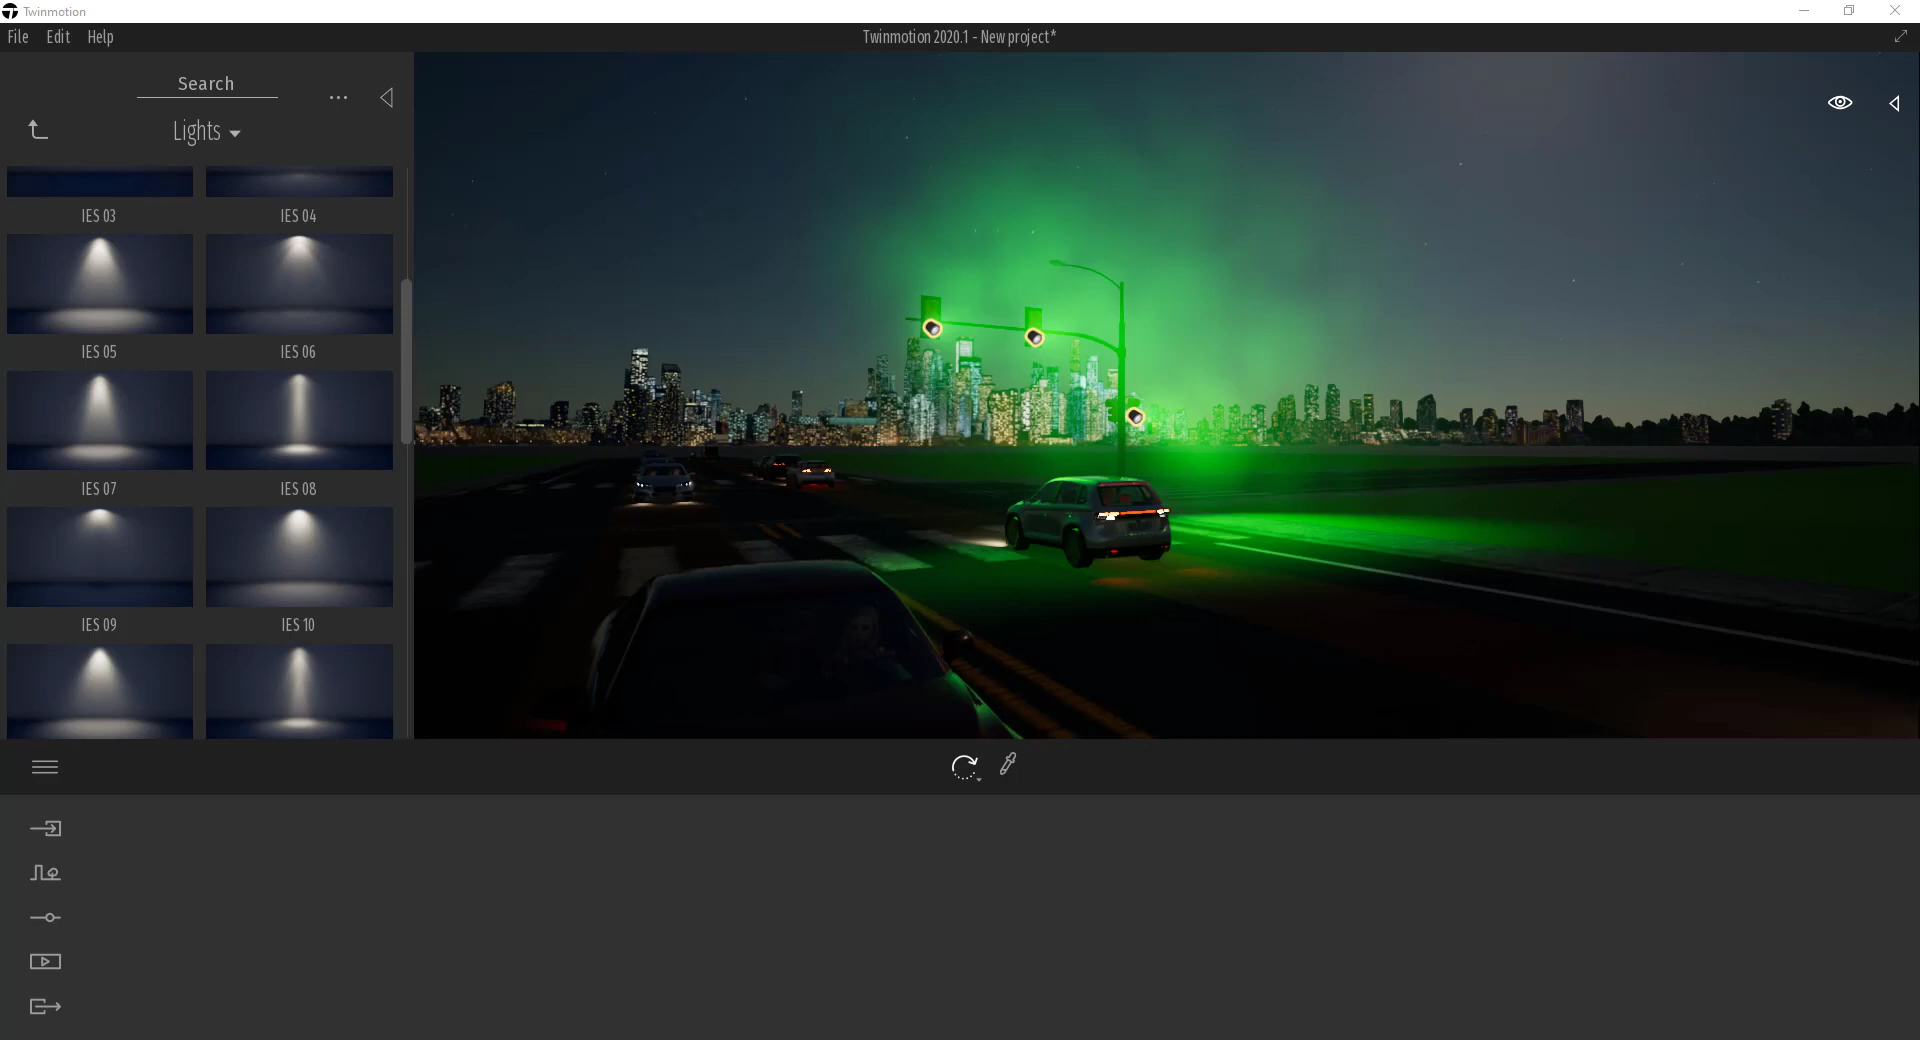 Twinmotion
File Edit Help
Twinmotion 2020.1 - New project*
Search
Lights
IES 03
IES 04
IES 05
IES 06
IES 07
IES 08
IES 09
IES 10